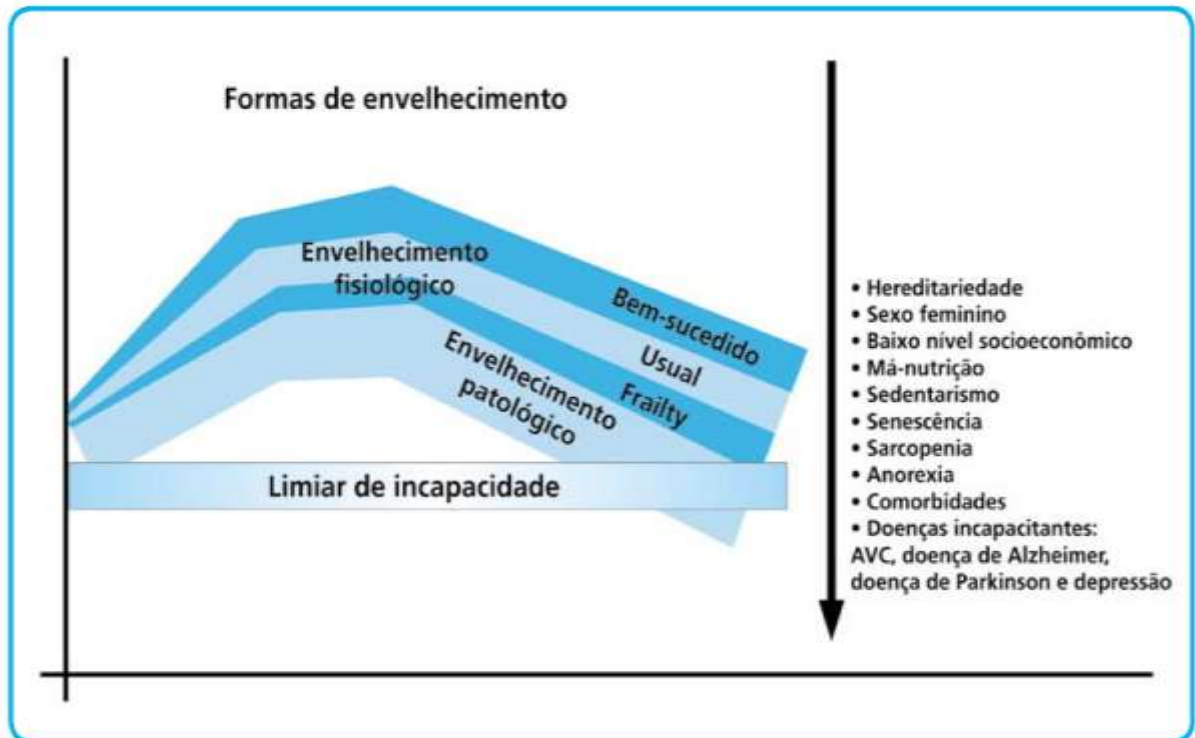 Formas de envelhecimento
Envelhecimento
fisiológico
Bem-sucedido
Usual
Frailty
Envelhecimento
patológico
Limiar de incapacidade
• Hereditariedade
• Sexo feminino
• Baixo nível socioeconômico
• Má-nutrição
• Sedentarismo
• Senescência
• Sarcopenia
• Anorexia
• Comorbidades
• Doenças incapacitantes:
AVC, doença de Alzheimer,
doença de Parkinson e depressão